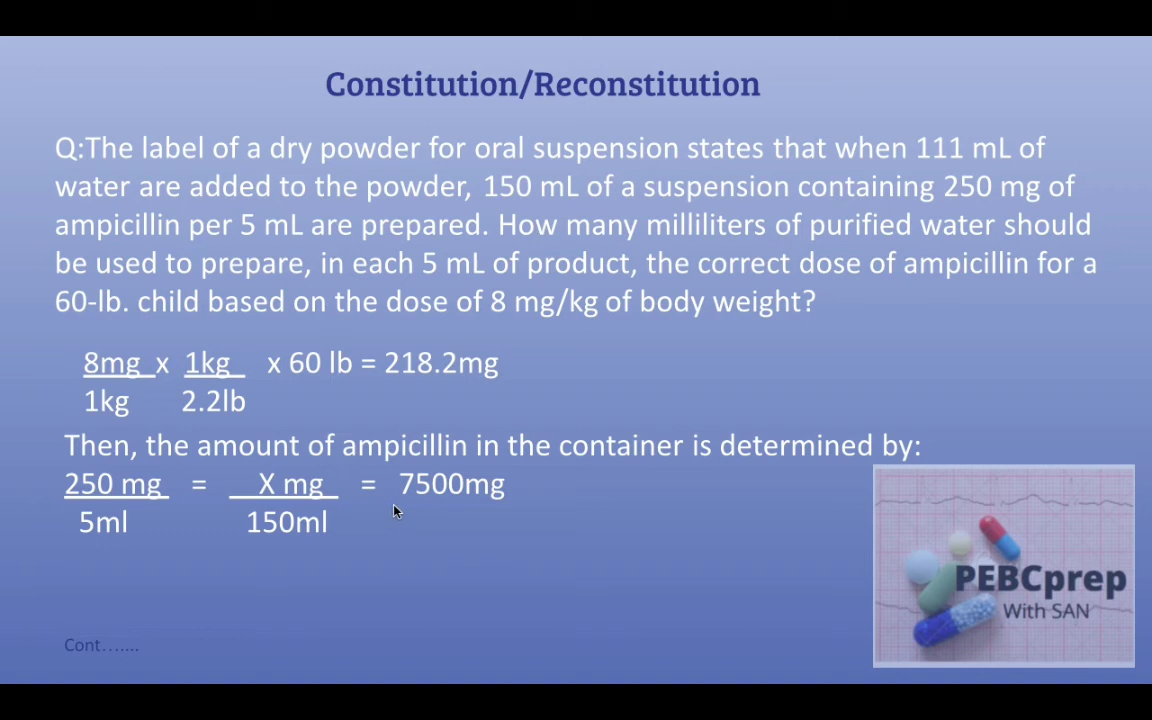 Constitution/Reconstitution
Q:The label of a dry powder for oral suspension states that when 111 mL of
water are added to the powder, 150 mL of a suspension containing 250 mg of
ampicillin per 5 mL are prepared. How many milliliters of purified water should
be used to prepare, in each 5 mL of product, the correct dose of ampicillin for a
60-lb. child based on the dose of 8 mg/kg of body weight?
8mg x 1kg x 60 lb = 218.2mg
1kg 2.2lb
Then, the amount of ampicillin in the container is determined by:
250 mg = X mg = 7500mg
5ml 150ml
PEBCprep
With SAN
Cont…....